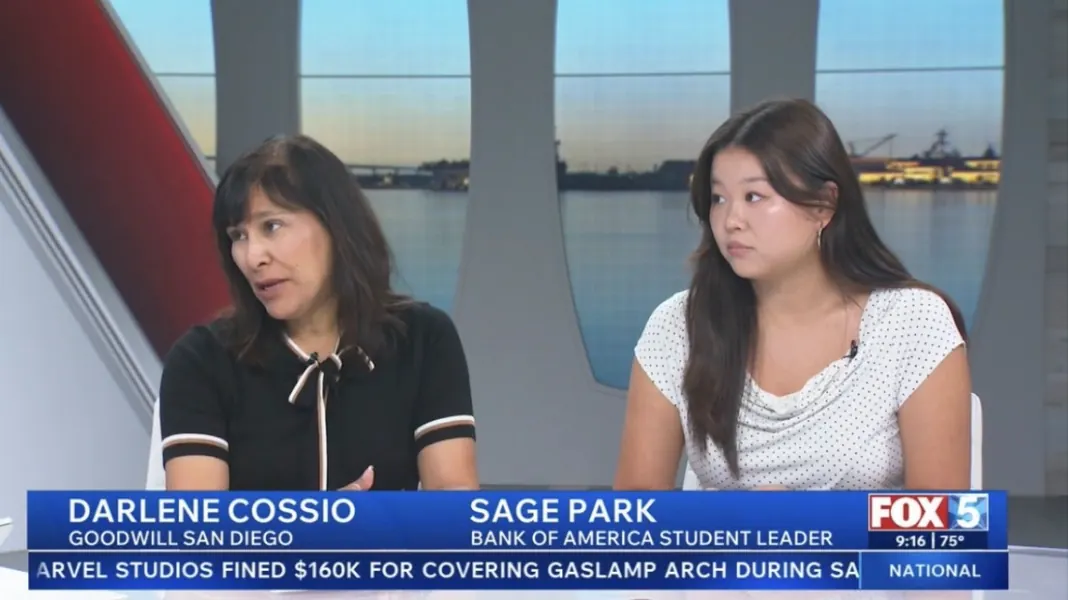 DARLENE COSSIO
GOODWILL SAN DIEGO
SAGE PARK
BANK OF AMERICA STUDENT LEADER
FOX 5
9:16 | 75°
ARVEL STUDIOS FINED $160K FOR COVERING GASLAMP ARCH DURING SA
NATIONAL